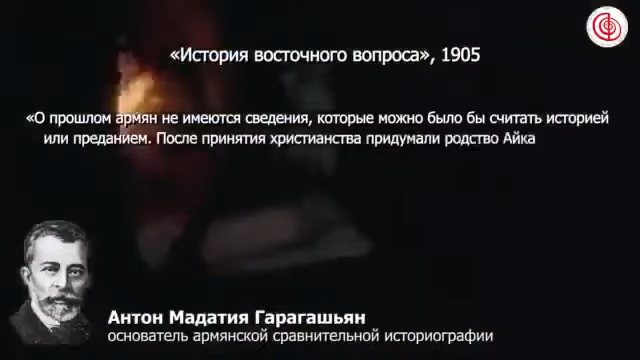 «История восточного вопроса», 1905
«О прошлом армян не имеются сведения, которые можно было бы считать историей
или преданием. После принятия христианства придумали родство Айка
Антон Мадатия Гарагашьян
основатель армянской сравнительной историографии